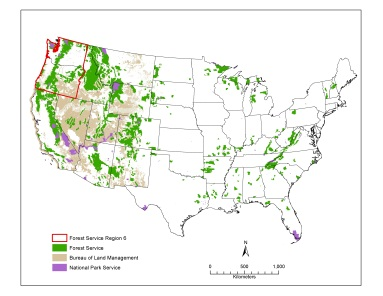 Forest Service Region 6
Forest Service
Bureau of Land Management
National Park Service
N
0 500 1,000
Kilometers